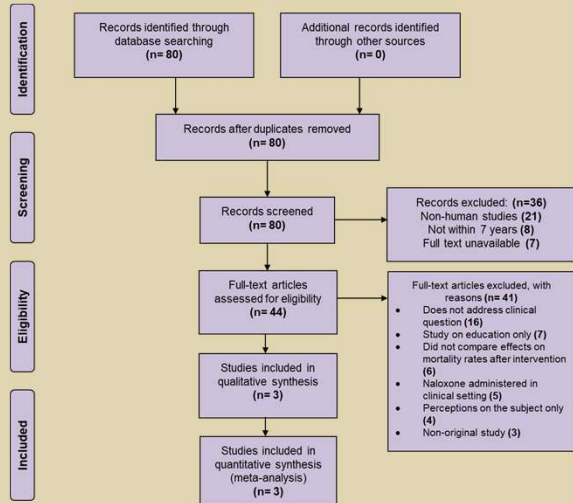 Identification
Records identified through
database searching
(n= 80)
Additional records identified
through other sources
(n= 0)
Records after duplicates removed
(n= 80)
Screening
Records screened
(n= 80)
Records excluded: (n=36)
Non-human studies (21)
Not within 7 years (8)
Full text unavailable (7)
Eligibility
Full-text articles
assessed for eligibility
(n= 44)
Full-text articles excluded, with
reasons (n= 41)
• Does not address clinical
question (16)
• Study on education only (7)
• Did not compare effects on
mortality rates after intervention
(6)
• Naloxone administered in
clinical setting (5)
• Perceptions on the subject only
(4)
• Non-original study (3)
Studies included in
qualitative synthesis
(n= 3)
Included
Studies included in
quantitative synthesis
(meta-analysis)
(n= 3)